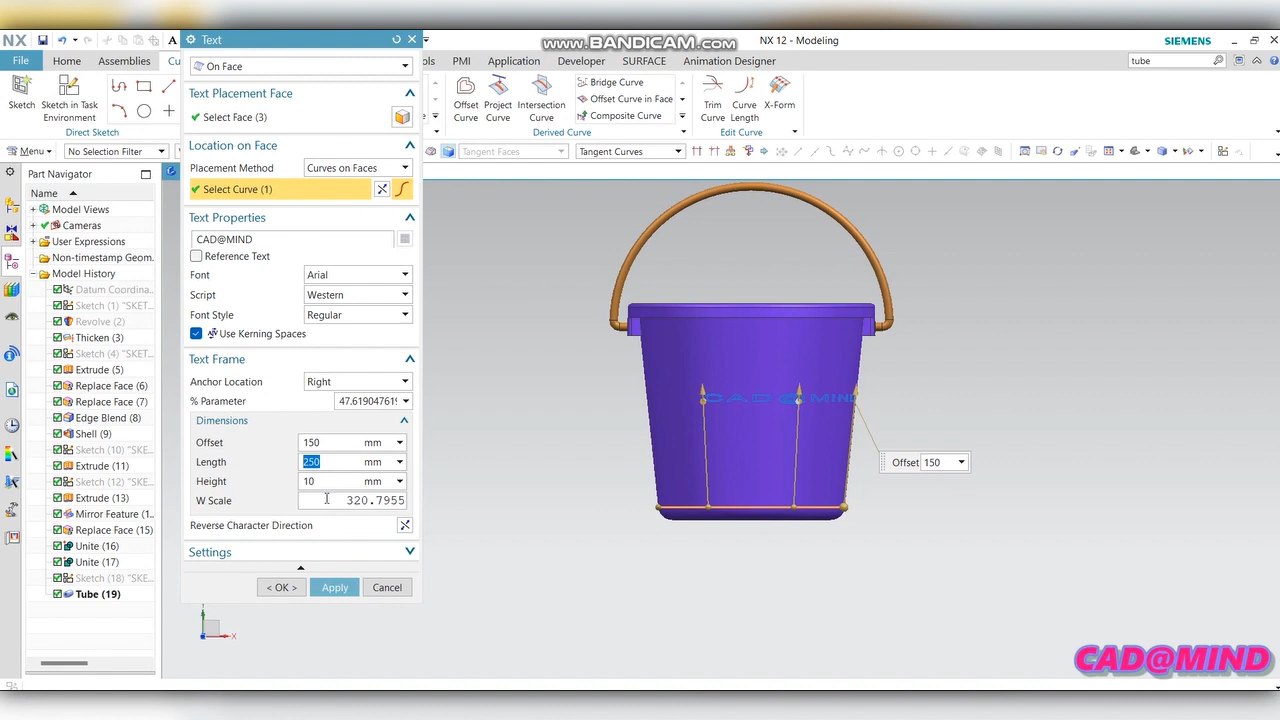 NX
Text
www.BANDICAM.com
NX 12 - Modeling
SIEMENS
File
Home
Assemblies
Cu
ols
PMI
Application
Developer
SURFACE
Animation Designer
tube
Sketch
Sketch in Task
Environment
Direct Sketch
On Face
Text Placement Face
Select Face (3)
Offset
Curve
Project
Curve
Intersection
Curve
Bridge Curve
Offset Curve in Face
Composite Curve
Derived Curve
Trim
Curve
Curve
Length
X-Form
Edit Curve
Menu
No Selection Filter
Tangent Faces
Tangent Curves
Location on Face
Placement Method
Curves on Faces
Select Curve (1)
Text Properties
CAD@MIND
Reference Text
Font
Arial
Script
Western
Font Style
Regular
Use Kerning Spaces
Text Frame
Anchor Location
Right
% Parameter
47.619047619
Dimensions
Offset
150 mm
Length
250 mm
Height
10 mm
W Scale
320.7955
Reverse Character Direction
Settings
< OK >
Apply
Cancel
Part Navigator
Name
Model Views
Cameras
User Expressions
Non-timestamp Geom.
Model History
Datum Coordina...
Sketch (1) "SKET
Revolve (2)
Thicken (3)
Sketch (4) "SKET...
Extrude (5)
Replace Face (6)
Replace Face (7)
Edge Blend (8)
Shell (9)
Sketch (10) "SKE...
Extrude (11)
Sketch (12) "SKE...
Extrude (13)
Mirror Feature (1...
Replace Face (15)
Unite (16)
Unite (17)
Sketch (18) "SKE...
Tube (19)
CAD@MIND
Offset 150
X
CAD@MIND